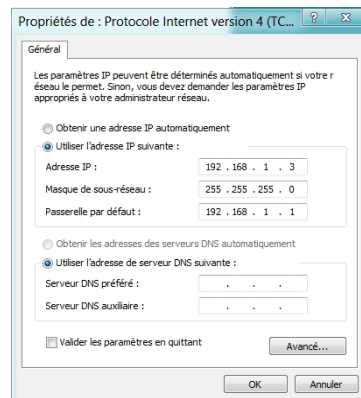 Propriétés de : Protocole Internet version 4 (TC...
Général
Les paramètres IP peuvent être déterminés automatiquement si votre r
éseau le permet. Sinon, vous devez demander les paramètres IP
appropriés à votre administrateur réseau.
Obtenir une adresse IP automatiquement
Utiliser l'adresse IP suivante :
Adresse IP : 192 . 168 . 1 . 3
Masque de sous-réseau : 255 . 255 . 255 . 0
Passerelle par défaut : 192 . 168 . 1 . 1
Obtenir les adresses des serveurs DNS automatiquement
Utiliser l'adresse de serveur DNS suivante :
Serveur DNS préféré : . . .
Serveur DNS auxiliaire : . . .
Valider les paramètres en quittant
Avancé...
OK Annuler